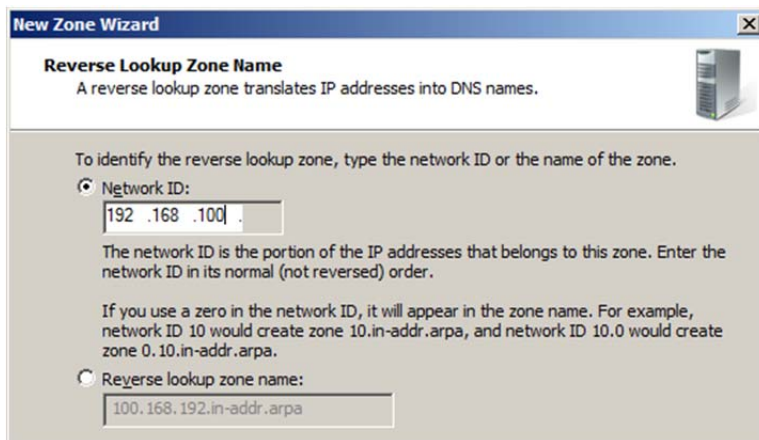 New Zone Wizard
Reverse Lookup Zone Name
A reverse lookup zone translates IP addresses into DNS names.
To identify the reverse lookup zone, type the network ID or the name of the zone.
Network ID:
192 .168 .100 .
The network ID is the portion of the IP addresses that belongs to this zone. Enter the
network ID in its normal (not reversed) order.
If you use a zero in the network ID, it will appear in the zone name. For example,
network ID 10 would create zone 10.in-addr.arpa, and network ID 10.0 would create
zone 0.10.in-addr.arpa.
Reverse lookup zone name:
100.168.192.in-addr.arpa